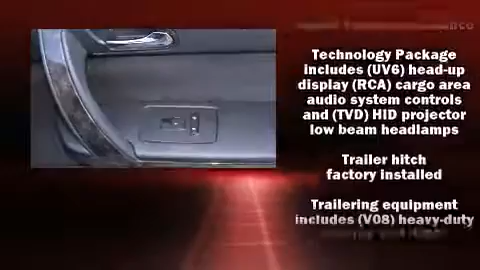 Technology Package
includes (UV6) head-up
display (RCA) cargo area
audio system controls
and (TVD) HID projector
low beam headlamps
Trailer hitch
factory installed
Trailering equipment
includes (V08) heavy-duty